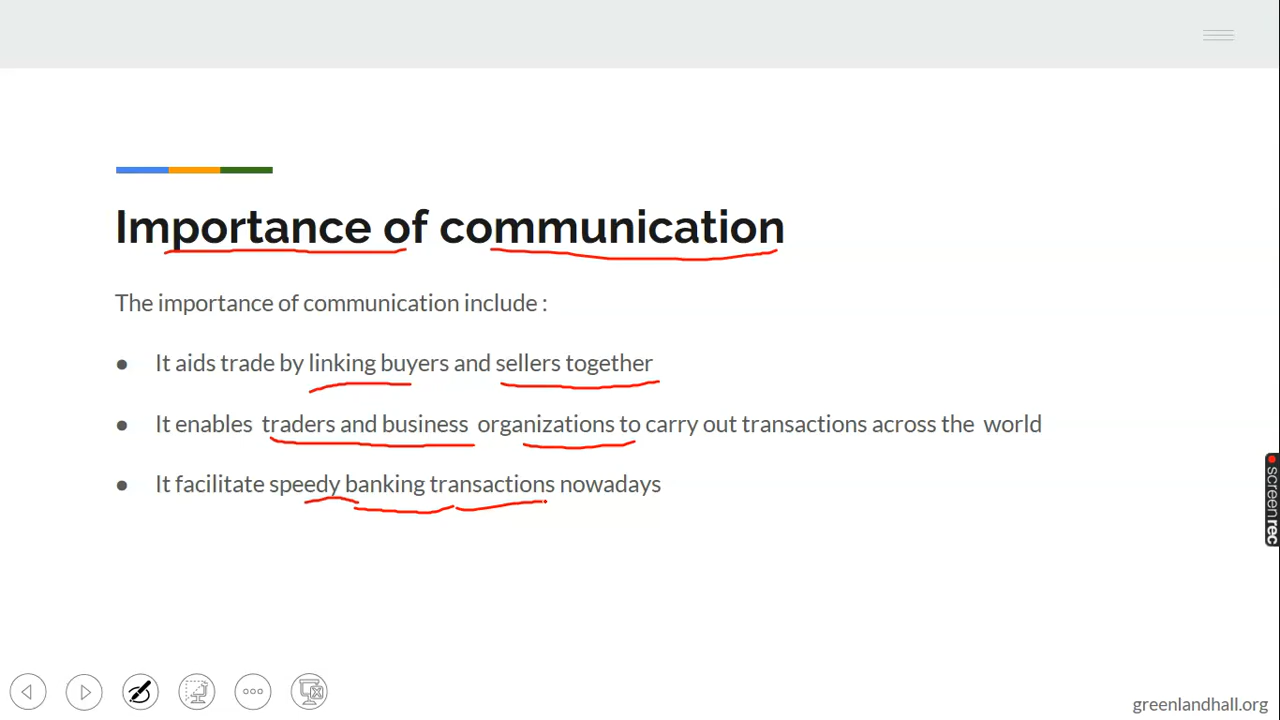 Importance of communication
The importance of communication include :
● It aids trade by linking buyers and sellers together
● It enables traders and business organizations to carry out transactions across the world
● It facilitate speedy banking transactions nowadays
screenrec
greenlandhall.org